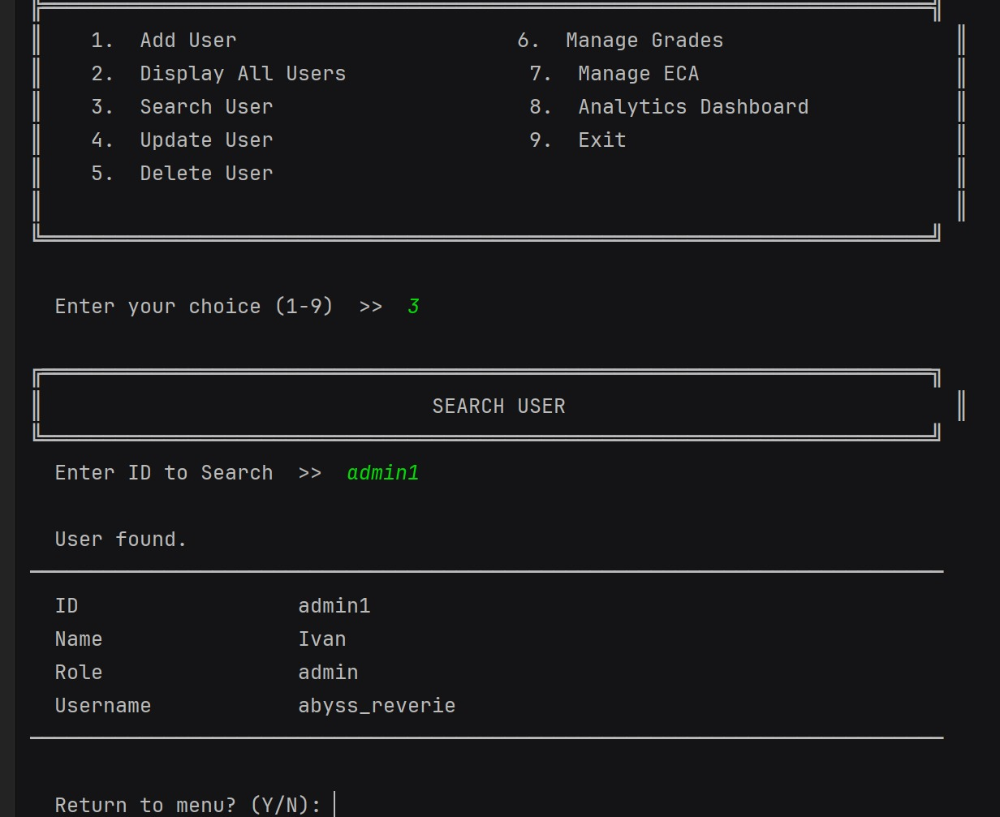 1.  Add User                       6.  Manage Grades
2.  Display All Users               7.  Manage ECA
3.  Search User                     8.  Analytics Dashboard
4.  Update User                     9.  Exit
5.  Delete User
Enter your choice (1-9)  >>  3
SEARCH USER
Enter ID to Search  >>  admin1
User found.
ID                  admin1
Name                Ivan
Role                admin
Username            abyss_reverie
Return to menu? (Y/N):